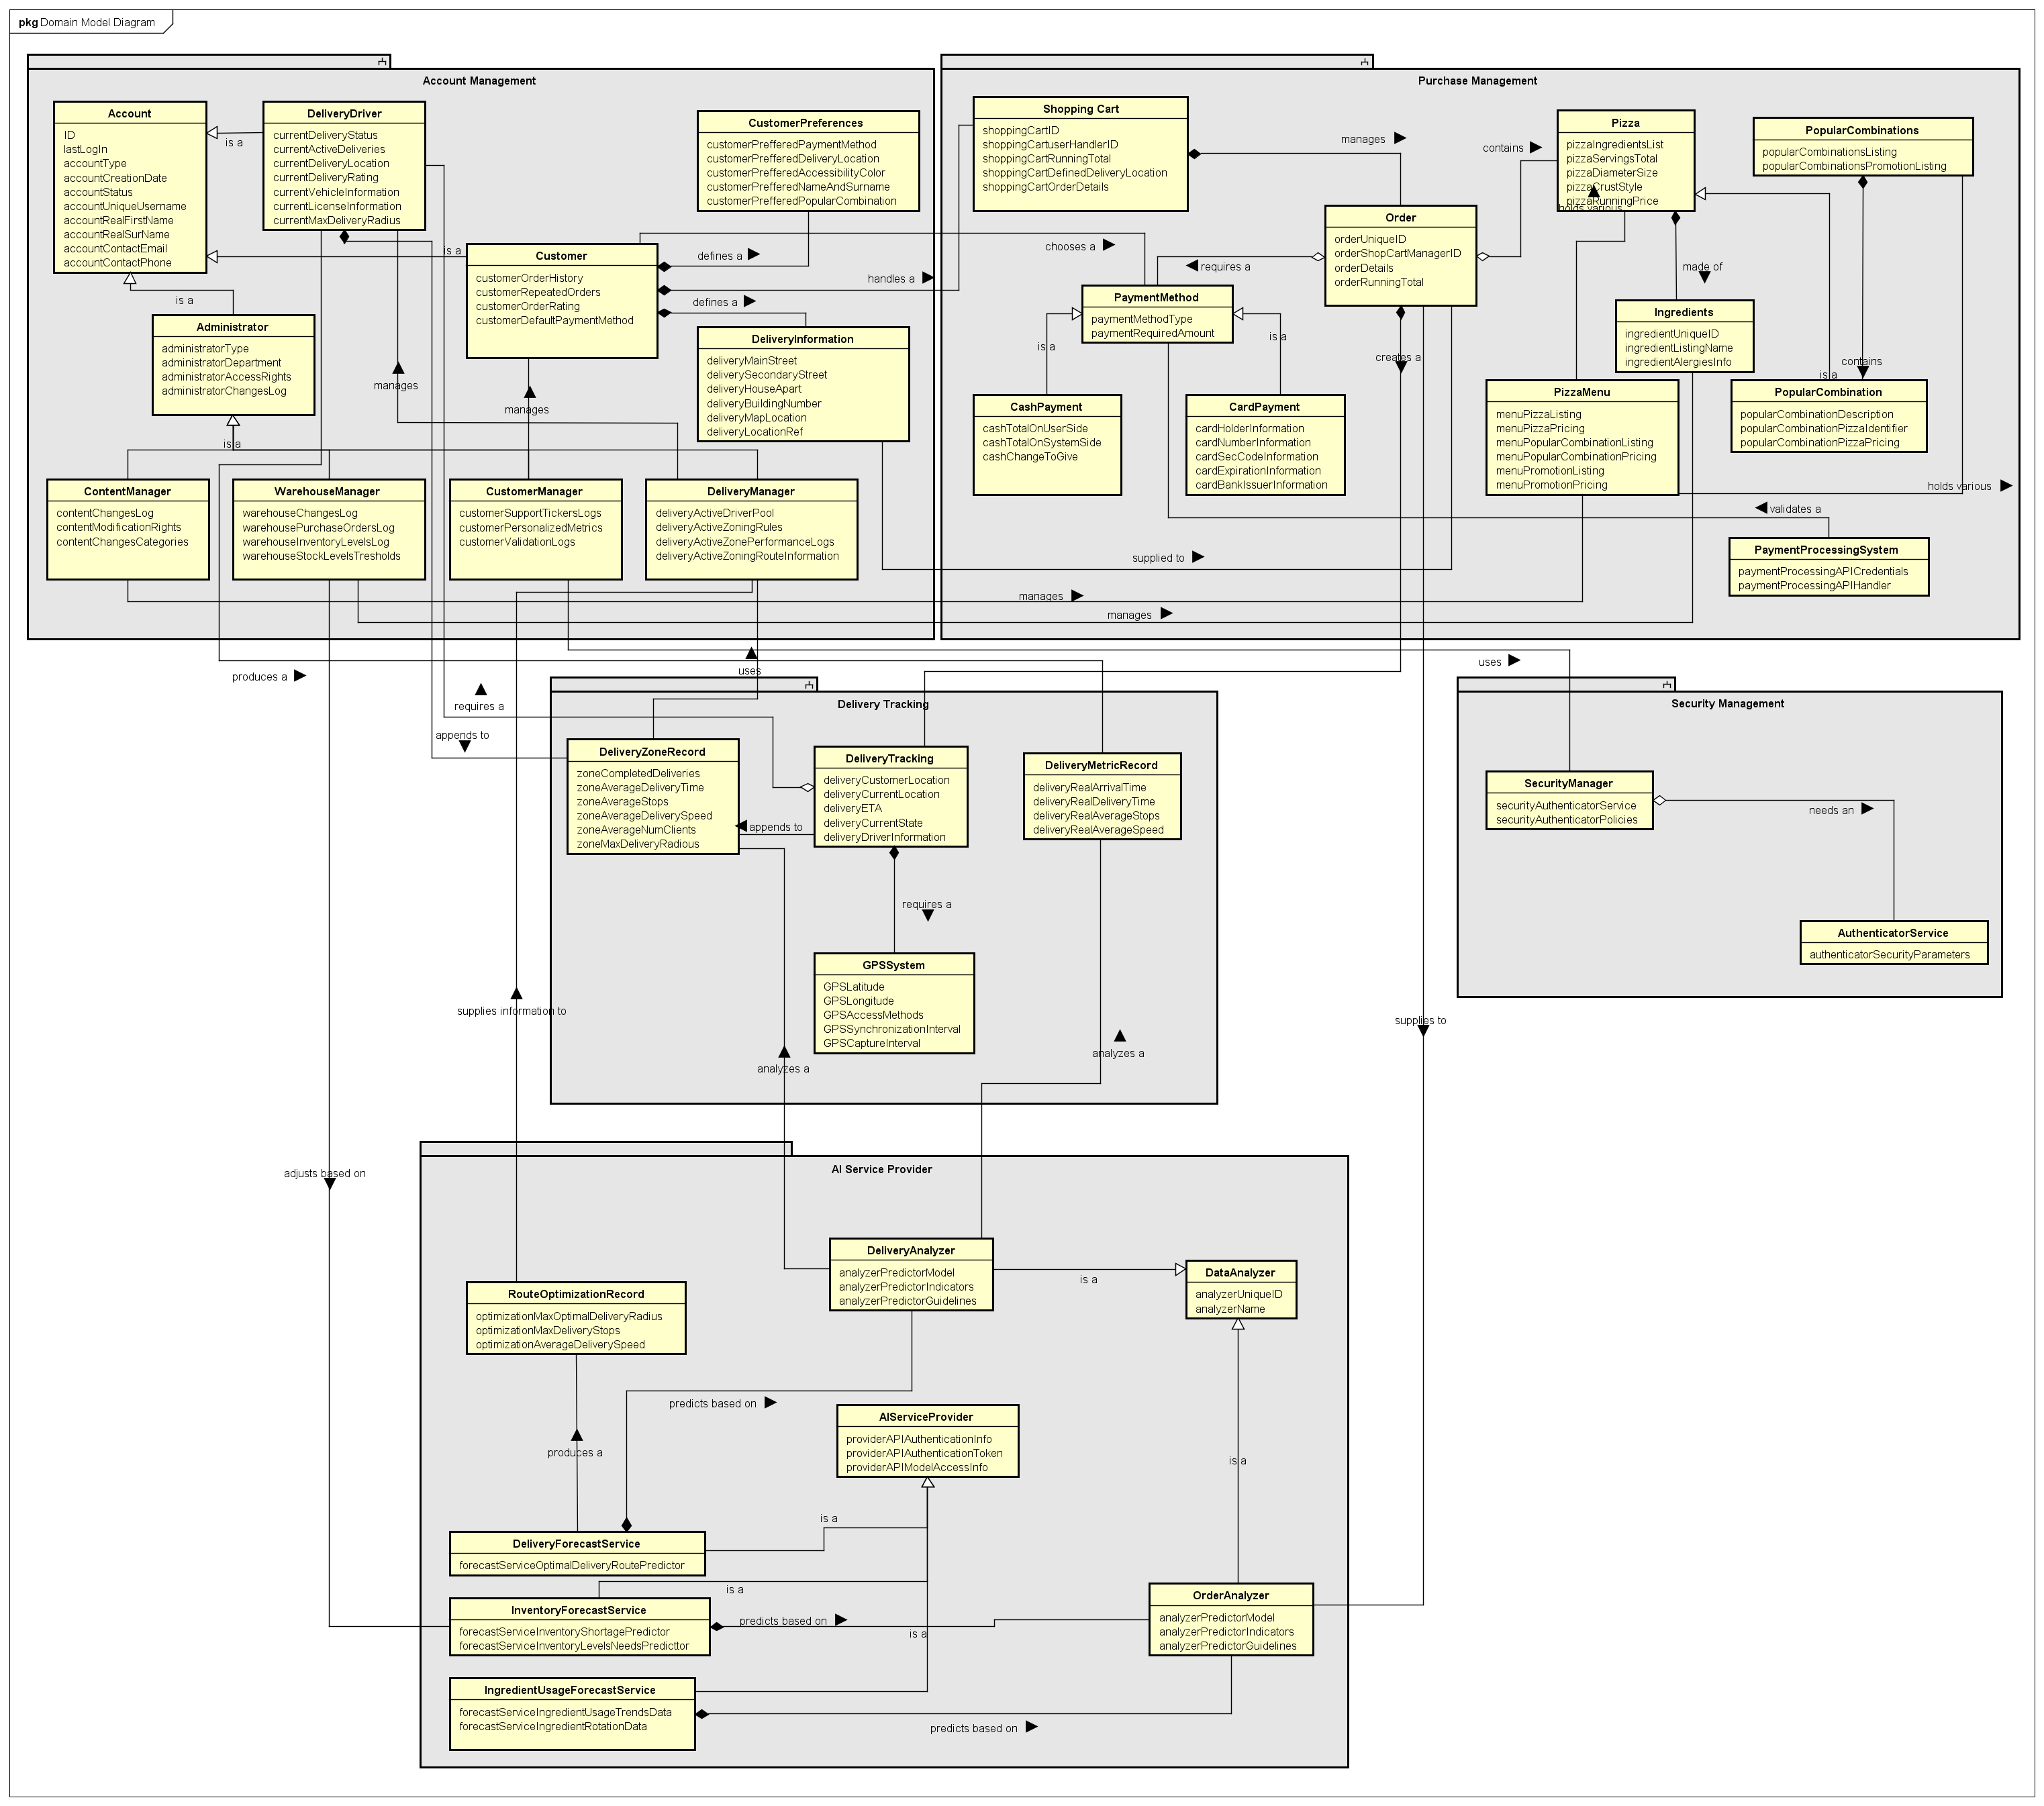 pkg Domain Model Diagram
Account Management
Account
ID
lastLogIn
accountType
accountCreationDate
accountStatus
accountUniqueUsername
accountRealFirstName
accountRealSurName
accountContactEmail
accountContactPhone
is a
DeliveryDriver
currentDeliveryStatus
currentActiveDeliveries
currentDeliveryLocation
currentDeliveryRating
currentVehicleInformation
currentLicenseInformation
currentMaxDeliveryRadius
CustomerPreferences
customerPrefferedPaymentMethod
customerPrefferedDeliveryLocation
customerPrefferedAccessibilityColor
customerPrefferedNameAndSurname
customerPrefferedPopularCombination
is a
Customer
customerOrderHistory
customerRepeatedOrders
customerOrderRating
customerDefaultPaymentMethod
defines a
handles a
defines a
is a
Administrator
administratorType
administratorDepartment
administratorAccessRights
administratorChangesLog
manages
manages
DeliveryInformation
deliveryMainStreet
deliverySecondaryStreet
deliveryHouseApart
deliveryBuildingNumber
deliveryMapLocation
deliveryLocationRef
is a
ContentManager
contentChangesLog
contentModificationRights
contentChangesCategories
WarehouseManager
warehouseChangesLog
warehousePurchaseOrdersLog
warehouseInventoryLevelsLog
warehouseStockLevelsTresholds
CustomerManager
customerSupportTickersLogs
customerPersonalizedMetrics
customerValidationLogs
DeliveryManager
deliveryActiveDriverPool
deliveryActiveZoningRules
deliveryActiveZonePerformanceLogs
deliveryActiveZoningRouteInformation
Purchase Management
Shopping Cart
shoppingCartID
shoppingCartuserHandlerID
shoppingCartRunningTotal
shoppingCartDefinedDeliveryLocation
shoppingCartOrderDetails
manages
contains
Pizza
pizzaIngredientsList
pizzaServingsTotal
pizzaDiameterSize
pizzaCrustStyle
pizzaRunningPrice
holds various
PopularCombinations
popularCombinationsListing
popularCombinationsPromotionListing
Order
orderUniqueID
orderShopCartManagerID
orderDetails
orderRunningTotal
chooses a
requires a
made of
PaymentMethod
paymentMethodType
paymentRequiredAmount
is a
is a
creates a
Ingredients
ingredientUniqueID
ingredientListingName
ingredientAlergiesInfo
contains
is a
CashPayment
cashTotalOnUserSide
cashTotalOnSystemSide
cashChangeToGive
CardPayment
cardHolderInformation
cardNumberInformation
cardSecCodeInformation
cardExpirationInformation
cardBankIssuerInformation
PizzaMenu
menuPizzaListing
menuPizzaPricing
menuPopularCombinationListing
menuPopularCombinationPricing
menuPromotionListing
menuPromotionPricing
PopularCombination
popularCombinationDescription
popularCombinationPizzaIdentifier
popularCombinationPizzaPricing
holds various
validates a
PaymentProcessingSystem
paymentProcessingAPICredentials
paymentProcessingAPIHandler
supplied to
manages
manages
produces a
requires a
appends to
uses
uses
Delivery Tracking
DeliveryZoneRecord
zoneCompletedDeliveries
zoneAverageDeliveryTime
zoneAverageStops
zoneAverageDeliverySpeed
zoneAverageNumClients
zoneMaxDeliveryRadious
appends to
DeliveryTracking
deliveryCustomerLocation
deliveryCurrentLocation
deliveryETA
deliveryCurrentState
deliveryDriverInformation
DeliveryMetricRecord
deliveryRealArrivalTime
deliveryRealDeliveryTime
deliveryRealAverageStops
deliveryRealAverageSpeed
requires a
GPSSystem
GPSLatitude
GPSLongitude
GPSAccessMethods
GPSSynchronizationInterval
GPSCaptureInterval
supplies information to
analyzes a
analyzes a
Security Management
SecurityManager
securityAuthenticatorService
securityAuthenticatorPolicies
needs an
AuthenticatorService
authenticatorSecurityParameters
supplies to
adjusts based on
AI Service Provider
DeliveryAnalyzer
analyzerPredictorModel
analyzerPredictorIndicators
analyzerPredictorGuidelines
is a
DataAnalyzer
analyzerUniqueID
analyzerName
RouteOptimizationRecord
optimizationMaxOptimalDeliveryRadius
optimizationMaxDeliveryStops
optimizationAverageDeliverySpeed
predicts based on
produces a
AIServiceProvider
providerAPIAuthenticationInfo
providerAPIAuthenticationToken
providerAPIModelAccessInfo
is a
is a
DeliveryForecastService
forecastServiceOptimalDeliveryRoutePredictor
is a
InventoryForecastService
forecastServiceInventoryShortagePredictor
forecastServiceInventoryLevelsNeedsPredicttor
predicts based on
is a
OrderAnalyzer
analyzerPredictorModel
analyzerPredictorIndicators
analyzerPredictorGuidelines
IngredientUsageForecastService
forecastServiceIngredientUsageTrendsData
forecastServiceIngredientRotationData
predicts based on